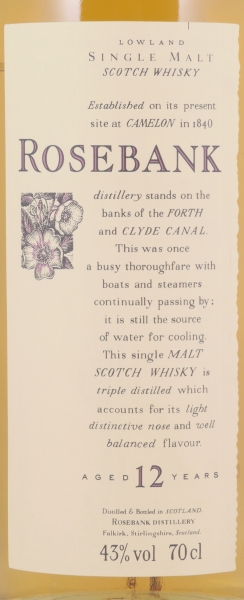 LOWLAND
SINGLE MALT
SCOTCH WHISKY
Established on its present
site at CAMELON in 1840
ROSEBANK
distillery stands on the
banks of the FORTH
and CLYDE CANAL.
This was once
a busy thoroughfare with
boats and steamers
continually passing by;
it is still the source
of water for cooling.
This single MALT
SCOTCH WHISKY is
triple distilled which
accounts for its light
distinctive nose and well
balanced flavour.
AGED 12 YEARS
Distilled & Bottled in SCOTLAND
ROSEBANK DISTILLERY
Falkirk, Stirlingshire, Scotland.
43% vol 70 cl